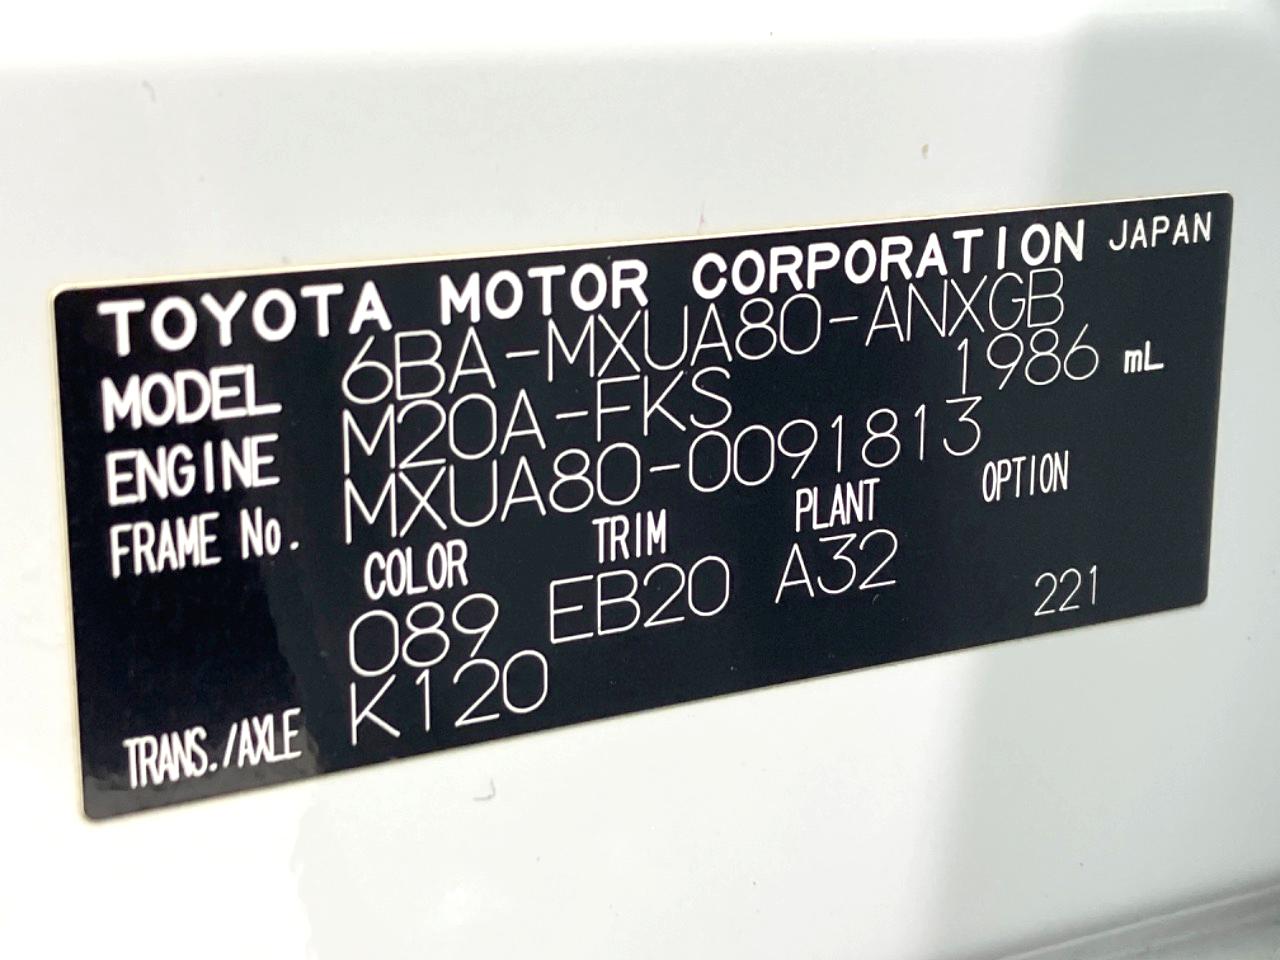 TOYOTA MOTOR CORPORATION JAPAN
MODEL 6BA-MXUA80-ANXGB
ENGINE M20A-FKS 1986 mL
FRAME No. MXUA80-0091813
COLOR TRIM PLANT OPTION
089 EB20 A32
TRANS./AXLE K120 221